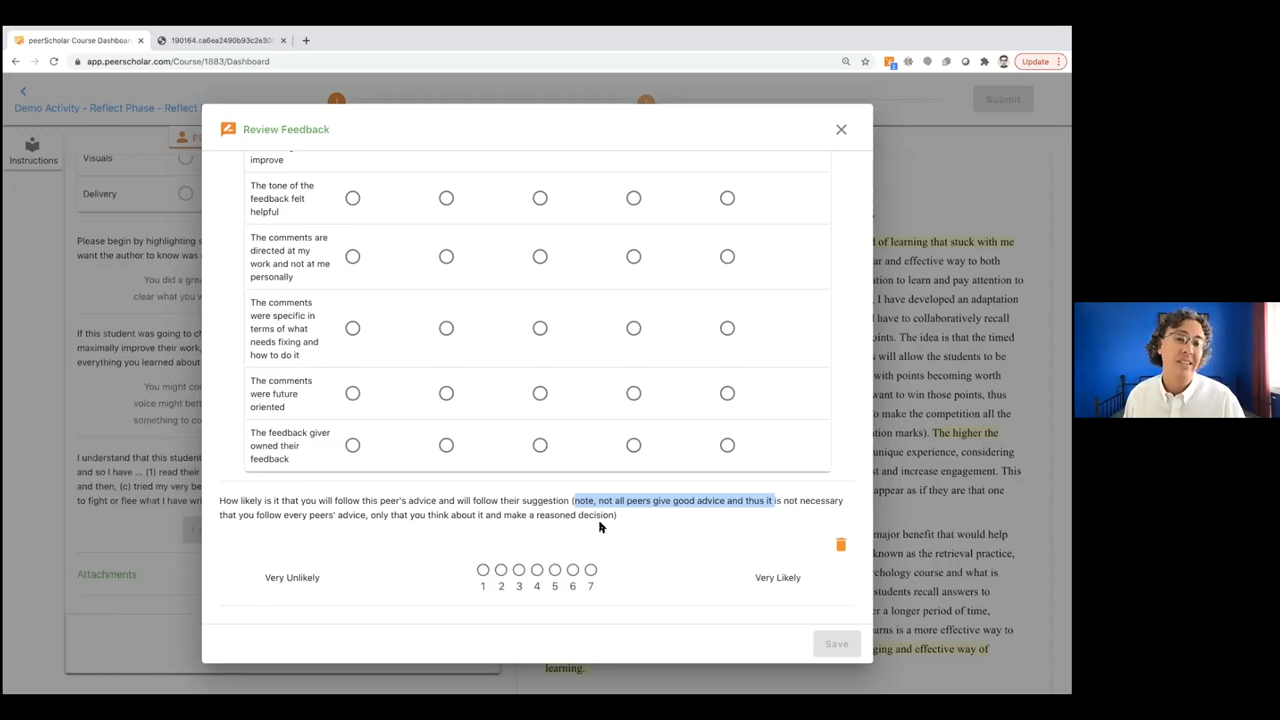 peerScholar Course Dashboar
190164.ca6ea2490b93c2e30
app.peerscholar.com/Course/1883/Dashboard
Update
Demo Activity - Reflect Phase - Reflect
Submit
Instructions
Visuals
Delivery
Please begin by highlighting s
want the author to know was
You did a gre
clear what you v
If this student was going to ch
maximally improve their work,
everything you learned about
You might con
voice might bett
something to co
I understand that this student
and so I have ... (1) read their
and then, (c) tried my very be
to fight or flee what I have wri
Attachments
Review Feedback
improve
The tone of the
feedback felt
helpful
The comments are
directed at my
work and not at me
personally
The comments
were specific in
terms of what
needs fixing and
how to do it
The comments
were future
oriented
The feedback giver
owned their
feedback
How likely is it that you will follow this peer's advice and will follow their suggestion (note, not all peers give good advice and thus it is not necessary
that you follow every peers' advice, only that you think about it and make a reasoned decision)
Very Unlikely
1 2 3 4 5 6 7
Very Likely
Save
d of learning that stuck with me
ar and effective way to both
ation to learn and pay attention to
. I have developed an adaptation
have to collaboratively recall
oints. The idea is that the timed
will allow the students to be
with points becoming worth
want to win those points, thus
o make the competition all the
tion marks). The higher the
unique experience, considering
st and increase engagement. This
appear as if they are that one
major benefit that would help
known as the retrieval practice,
chology course and what is
students recall answers to
er a longer period of time,
earns is a more effective way to
ging and effective way of
learning.